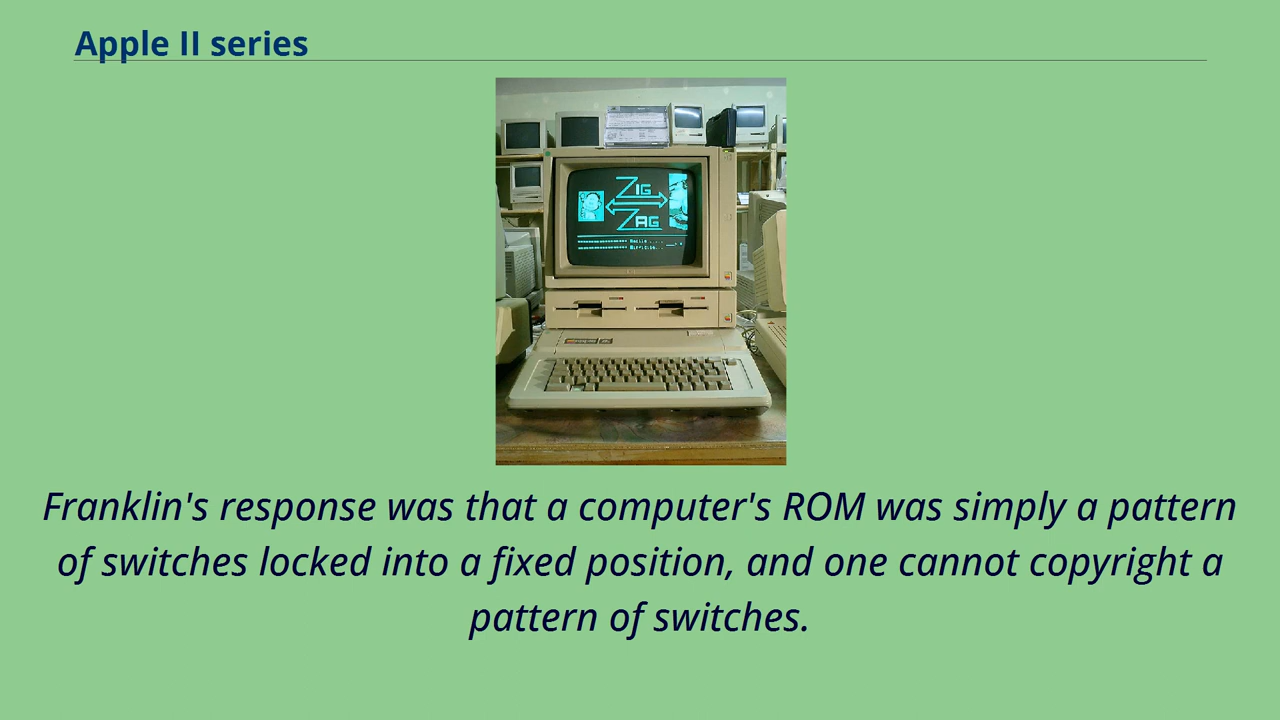 Apple II series
ZIG
ZAG
Franklin's response was that a computer's ROM was simply a pattern
of switches locked into a fixed position, and one cannot copyright a
pattern of switches.